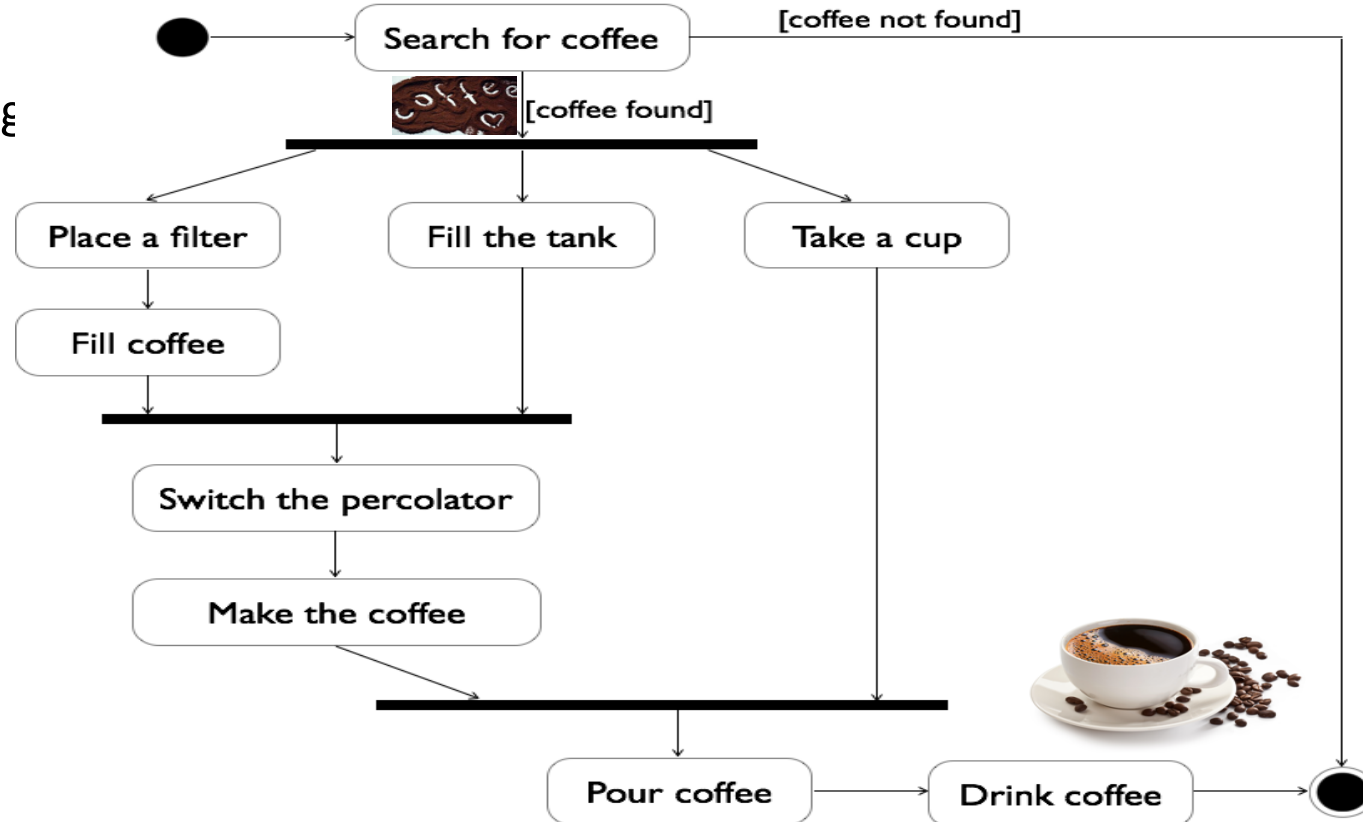 [coffee not found]
Search for coffee
coffee
[coffee found]
g
Place a filter
Fill the tank
Take a cup
Fill coffee
Switch the percolator
Make the coffee
Pour coffee
Drink coffee